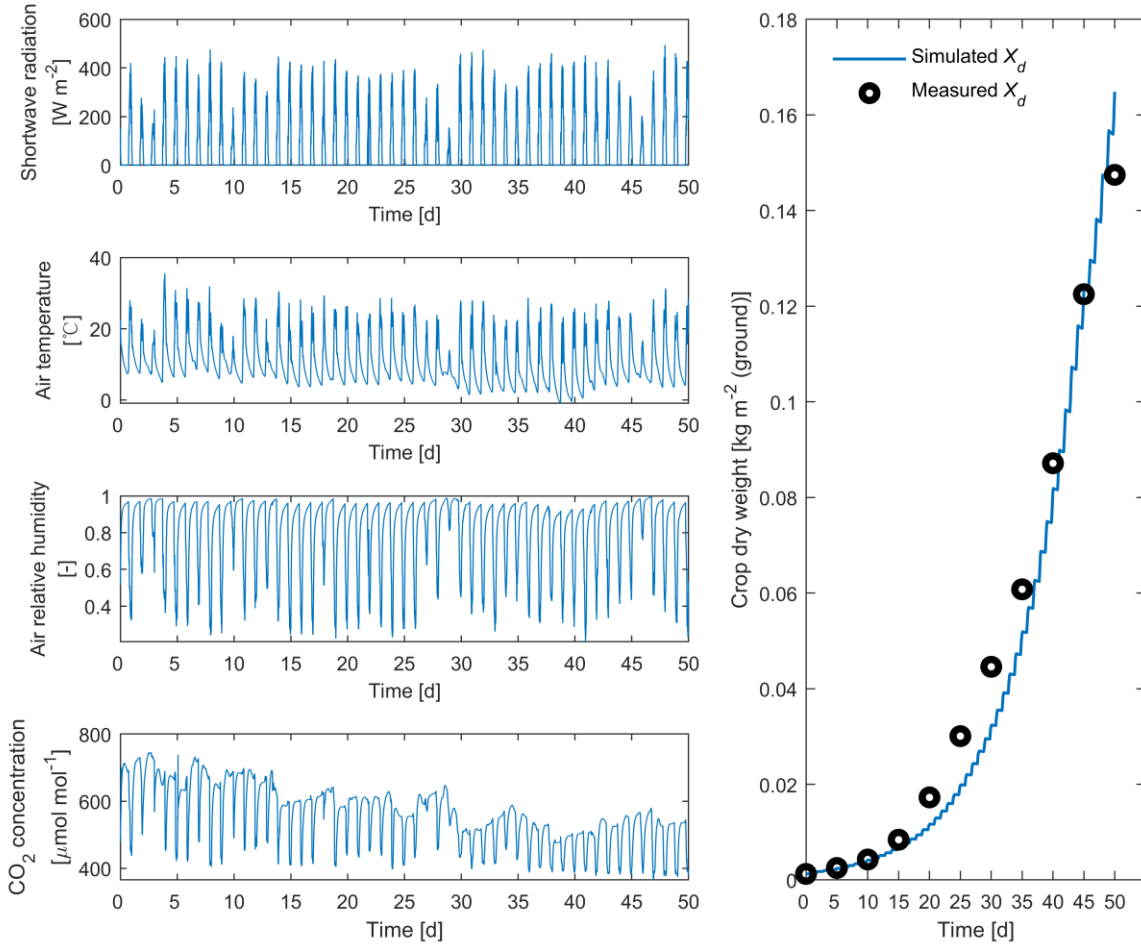 Shortwave radiation
[W m-2]
600
400
200
0
0 5 10 15 20 25 30 35 40 45 50
Time [d]
Air temperature
[℃]
40
20
0
0 5 10 15 20 25 30 35 40 45 50
Time [d]
Air relative humidity
[-]
1
0.8
0.6
0.4
0 5 10 15 20 25 30 35 40 45 50
Time [d]
CO2 concentration
[μmol mol-1]
800
600
400
0 5 10 15 20 25 30 35 40 45 50
Time [d]
Crop dry weight [kg m-2 (ground)]
0.18
0.16
0.14
0.12
0.1
0.08
0.06
0.04
0.02
0
Simulated Xd
Measured Xd
0 5 10 15 20 25 30 35 40 45 50
Time [d]